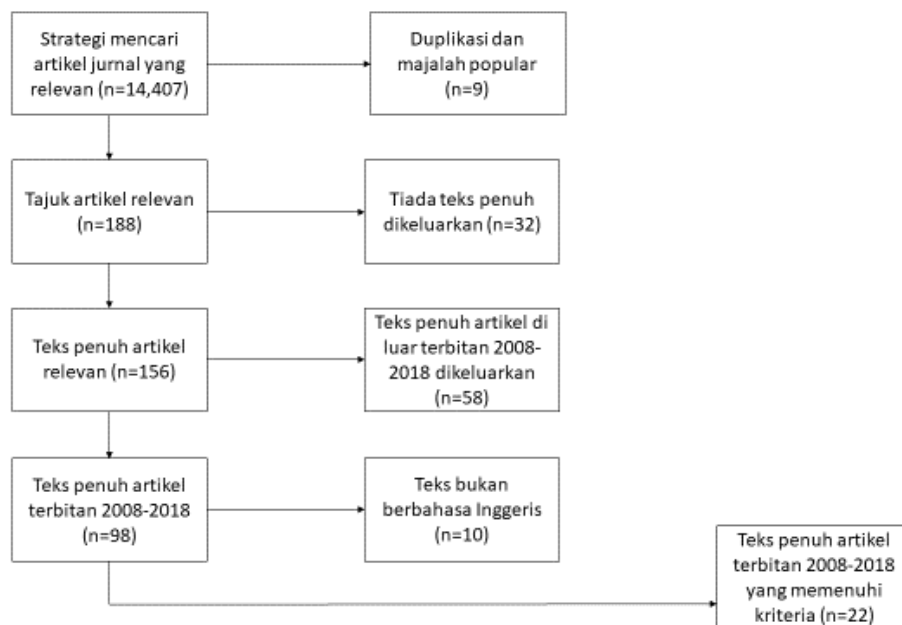 Strategi mencari
artikel jurnal yang
relevan (n=14,407)
Duplikasi dan
majalah popular
(n=9)
Tajuk artikel relevan
(n=188)
Tiada teks penuh
dikeluarkan (n=32)
Teks penuh artikel
relevan (n=156)
Teks penuh artikel di
luar terbitan 2008-
2018 dikeluarkan
(n=58)
Teks penuh artikel
terbitan 2008-2018
(n=98)
Teks bukan
berbahasa Inggeris
(n=10)
Teks penuh artikel
terbitan 2008-2018
yang memenuhi
kriteria (n=22)